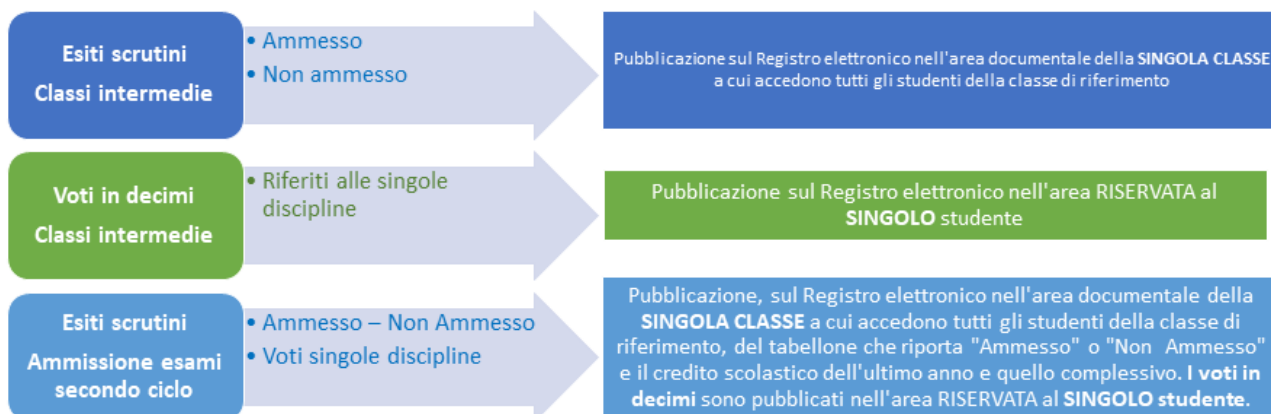 Esiti scrutini
Classi intermedie
• Ammesso
• Non ammesso
Pubblicazione sul Registro elettronico nell'area documentale della SINGOLA CLASSE
a cui accedono tutti gli studenti della classe di riferimento
Voti in decimi
Classi intermedie
• Riferiti alle singole
discipline
Pubblicazione sul Registro elettronico nell'area RISERVATA al
SINGOLO studente
Esiti scrutini
Ammissione esami
secondo ciclo
• Ammesso – Non Ammesso
• Voti singole discipline
Pubblicazione, sul Registro elettronico nell'area documentale della
SINGOLA CLASSE a cui accedono tutti gli studenti della classe di
riferimento, del tabellone che riporta "Ammesso" o "Non Ammesso"
e il credito scolastico dell'ultimo anno e quello complessivo. I voti in
decimi sono pubblicati nell'area RISERVATA al SINGOLO studente.